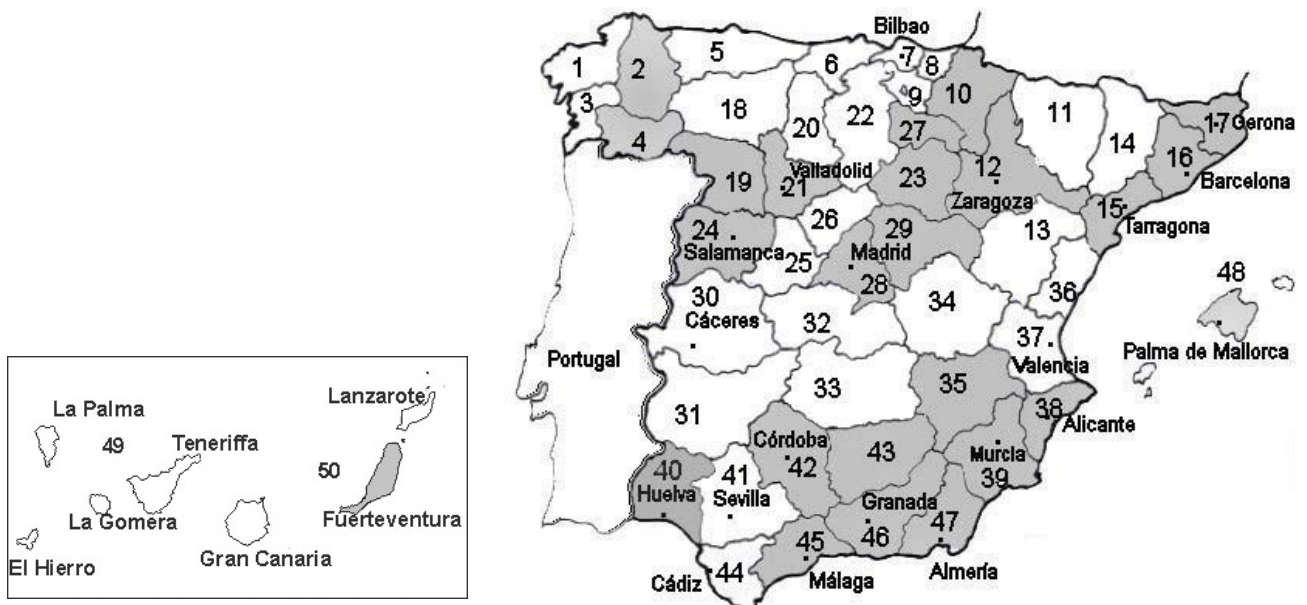 Bilbao
1
2
3
4
5
6
7
8
9
10
11
12
13
14
15
16
17
Gerona
18
19
20
21
Valladolid
22
23
27
Zaragoza
Barcelona
Tarragona
24
Salamanca
25
26
Madrid
28
29
30
Cáceres
31
32
33
34
35
36
37
Valencia
48
Palma de Mallorca
Portugal
38
Alicante
Murcia
39
40
Huelva
41
Sevilla
Córdoba
42
43
Granada
46
47
Almería
45
Málaga
44
Cádiz
La Palma
49
Teneriffa
La Gomera
El Hierro
Gran Canaria
Lanzarote
50
Fuerteventura